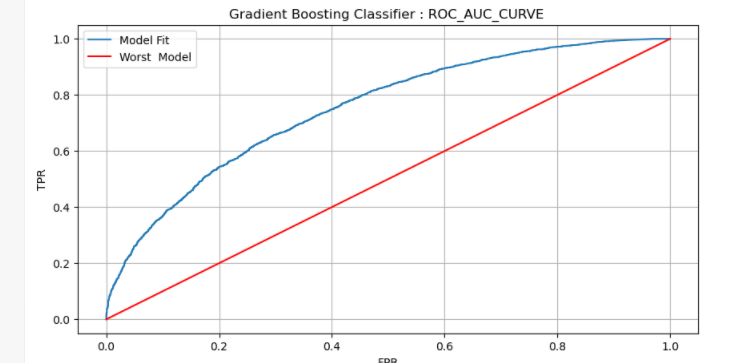 Gradient Boosting Classifier : ROC_AUC_CURVE
Model Fit
Worst Model
1.0
0.8
0.6
0.4
0.2
0.0
TPR
0.0 0.2 0.4 0.6 0.8 1.0
FPR